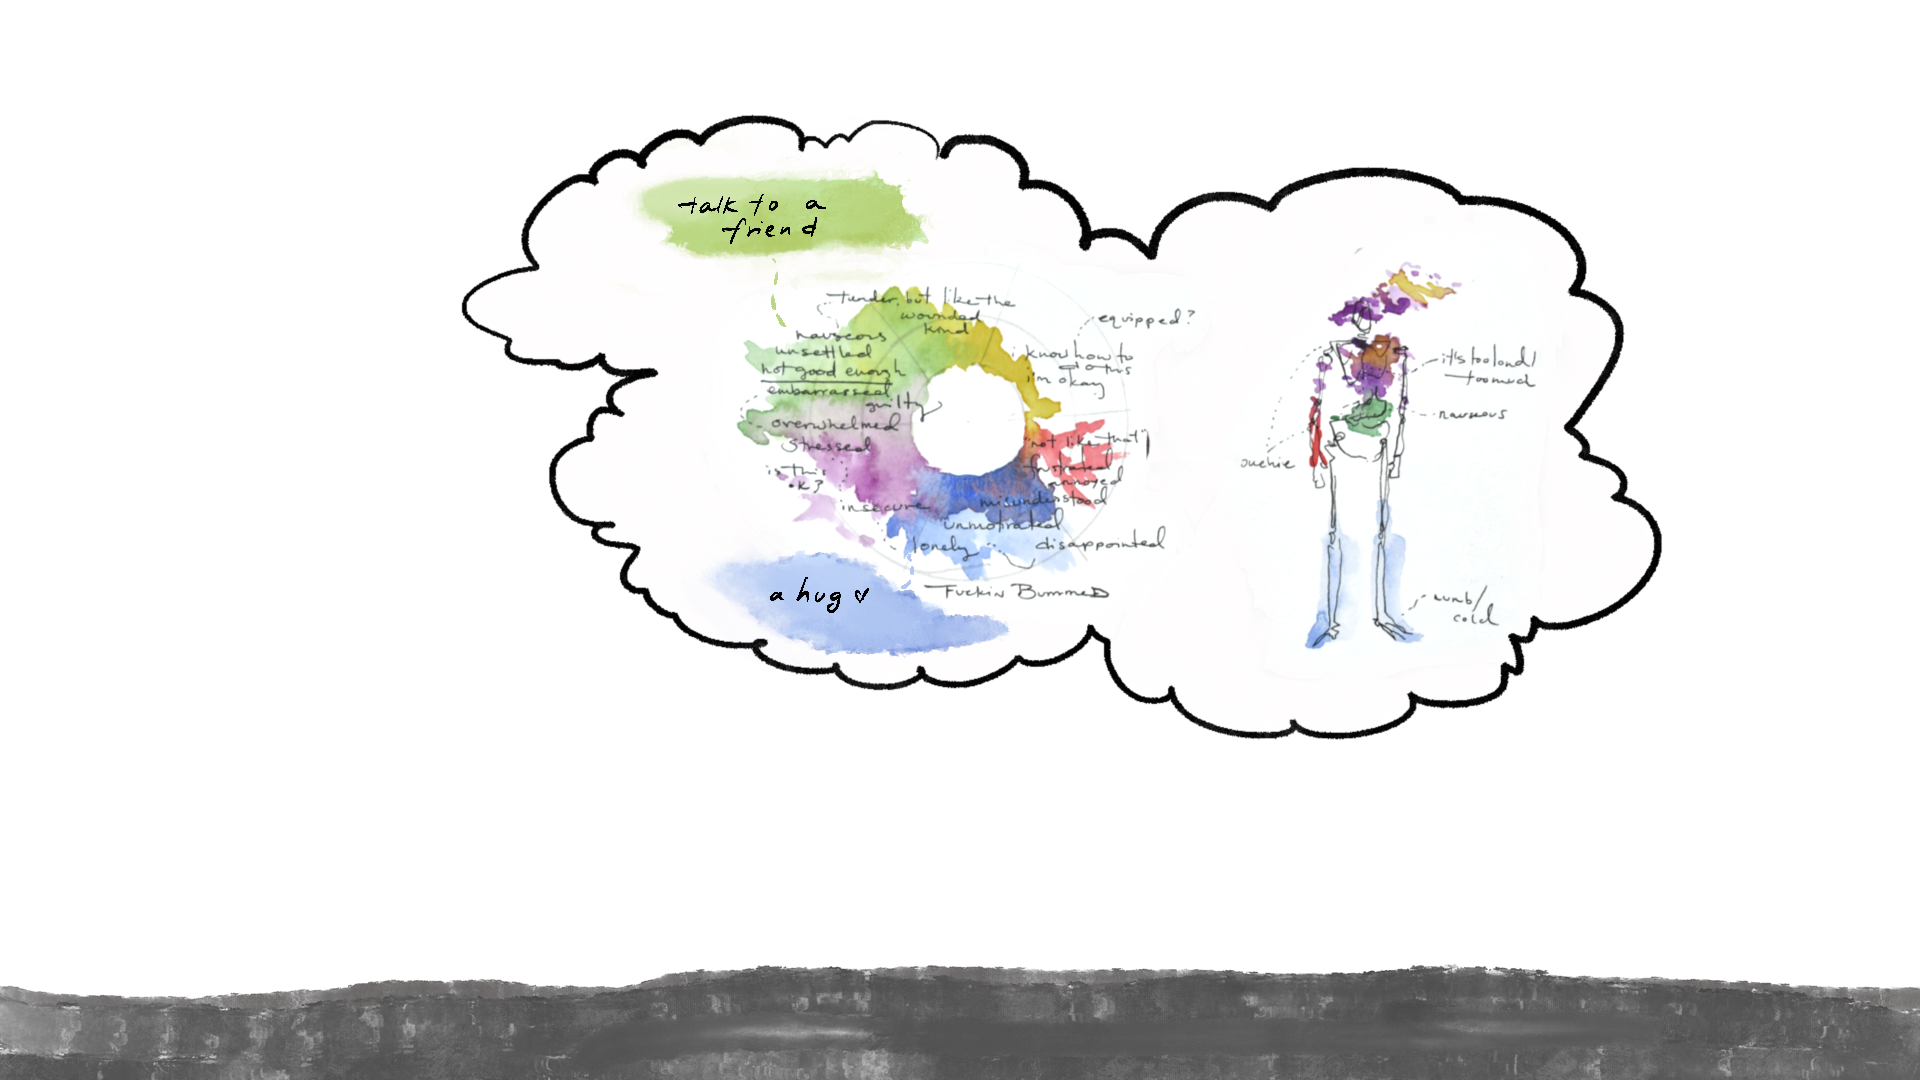 talk to a
friend
tender, but like the
wounded
kind
nauseous
unsettled
not good enough
embarrassed
guilty
overwhelmed
stressed
is this
ok?
insecure
equipped?
know how to
do this
i'm okay
"not like that"
frustrated
annoyed
misunderstood
unmotivated
lonely
disappointed
Fuckin Bummed
a hug
it's too loud/
too much
nauseous
ouchie
numb/
cold